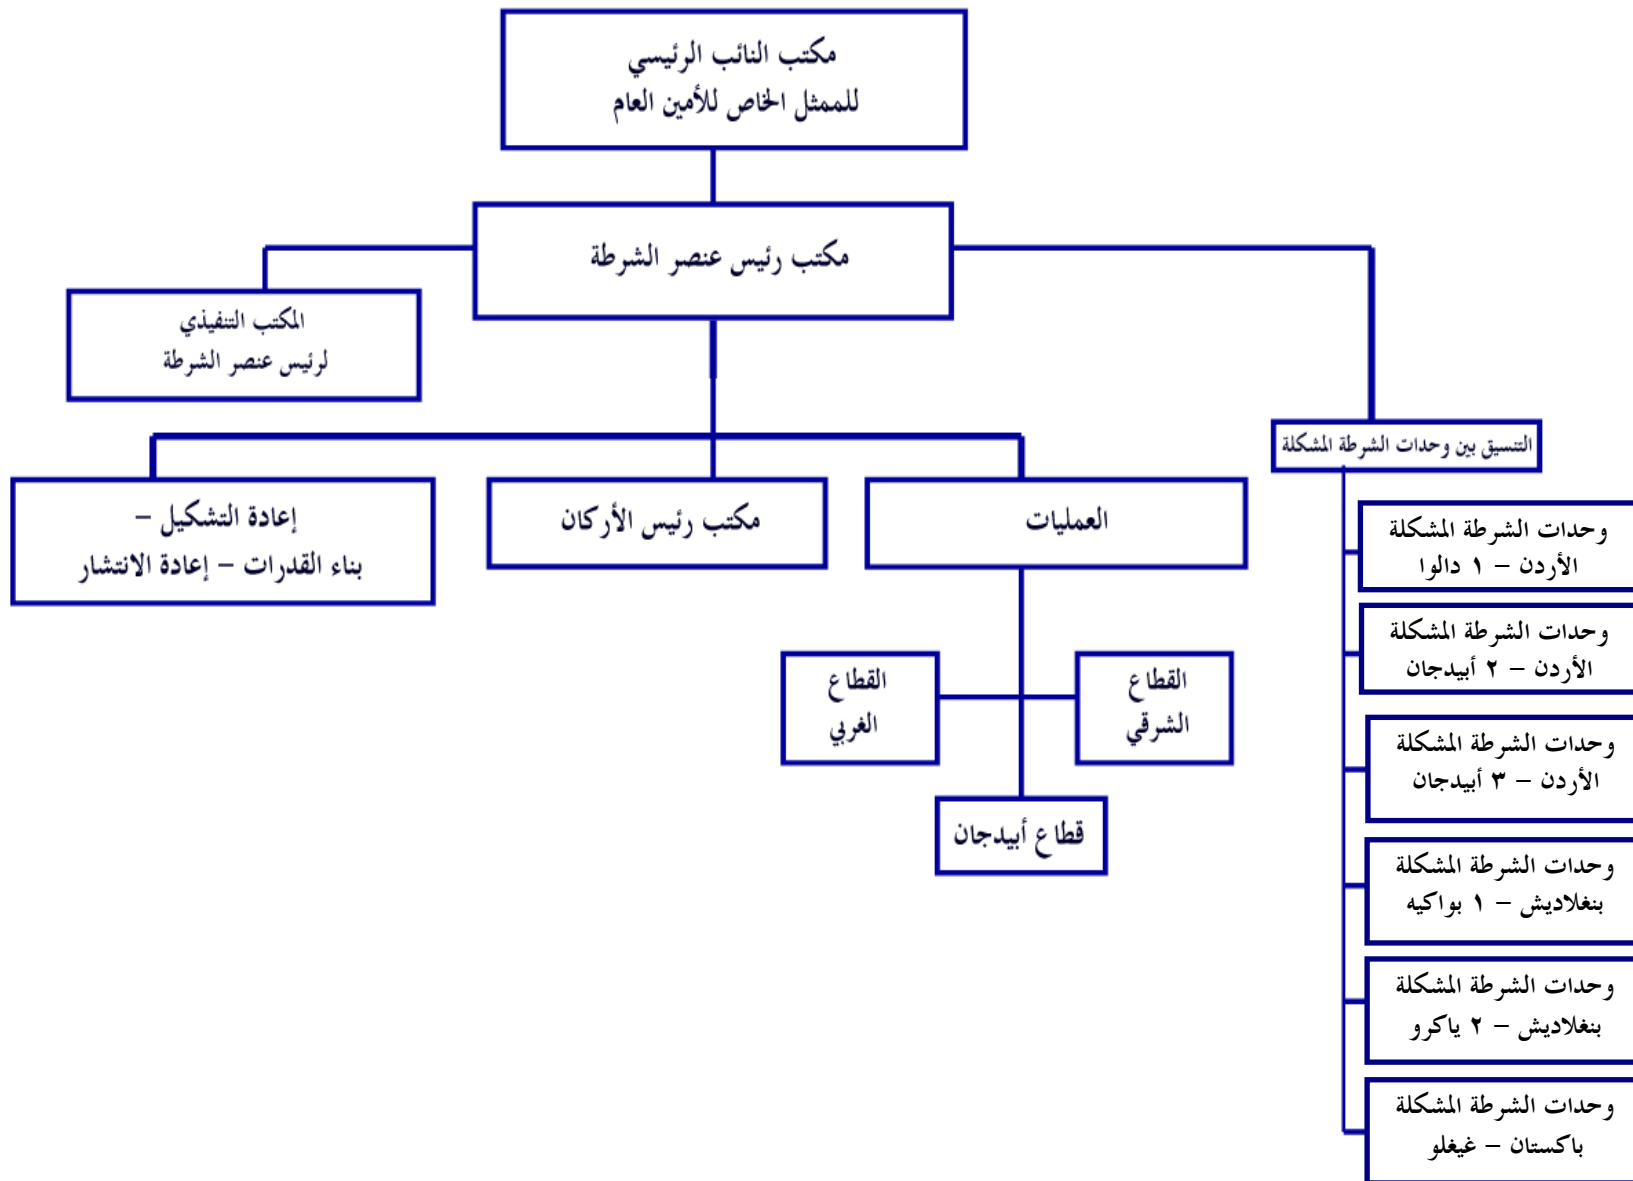 مكتب النائب الرئيسي
للممثل الخاص للأمين العام
مكتب رئيس عنصر الشرطة
المكتب التنفيذي
لرئيس عنصر الشرطة
التنسيق بين وحدات الشرطة المشكلة
العمليات
مكتب رئيس الأركان
إعادة التشكيل –
بناء القدرات – إعادة الانتشار
القطاع
الشرقي
القطاع
الغربي
قطاع أبيدجان
وحدات الشرطة المشكلة
الأردن – ١ دالوا
وحدات الشرطة المشكلة
الأردن – ٢ أبيدجان
وحدات الشرطة المشكلة
الأردن – ٣ أبيدجان
وحدات الشرطة المشكلة
بنغلاديش – ١ بواكيه
وحدات الشرطة المشكلة
بنغلاديش – ٢ ياكرو
وحدات الشرطة المشكلة
باكستان – غيغلو